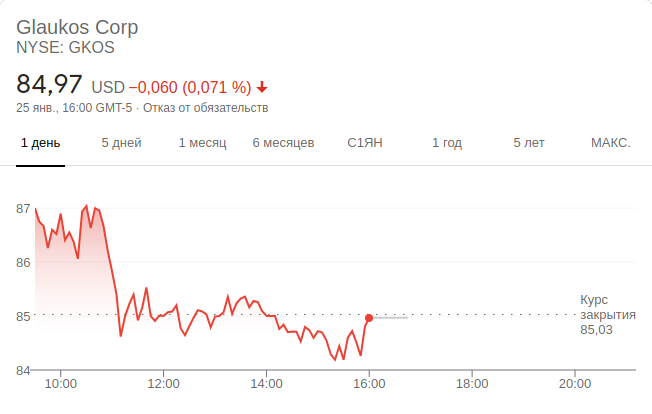 Glaukos Corp
NYSE: GKOS
84,97 USD −0,060 (0,071 %)
25 янв., 16:00 GMT-5 · Отказ от обязательств
1 день 5 дней 1 месяц 6 месяцев С1ЯН 1 год 5 лет МАКС.
87
86
85
84
Курс
закрытия
85,03
10:00 12:00 14:00 16:00 18:00 20:00